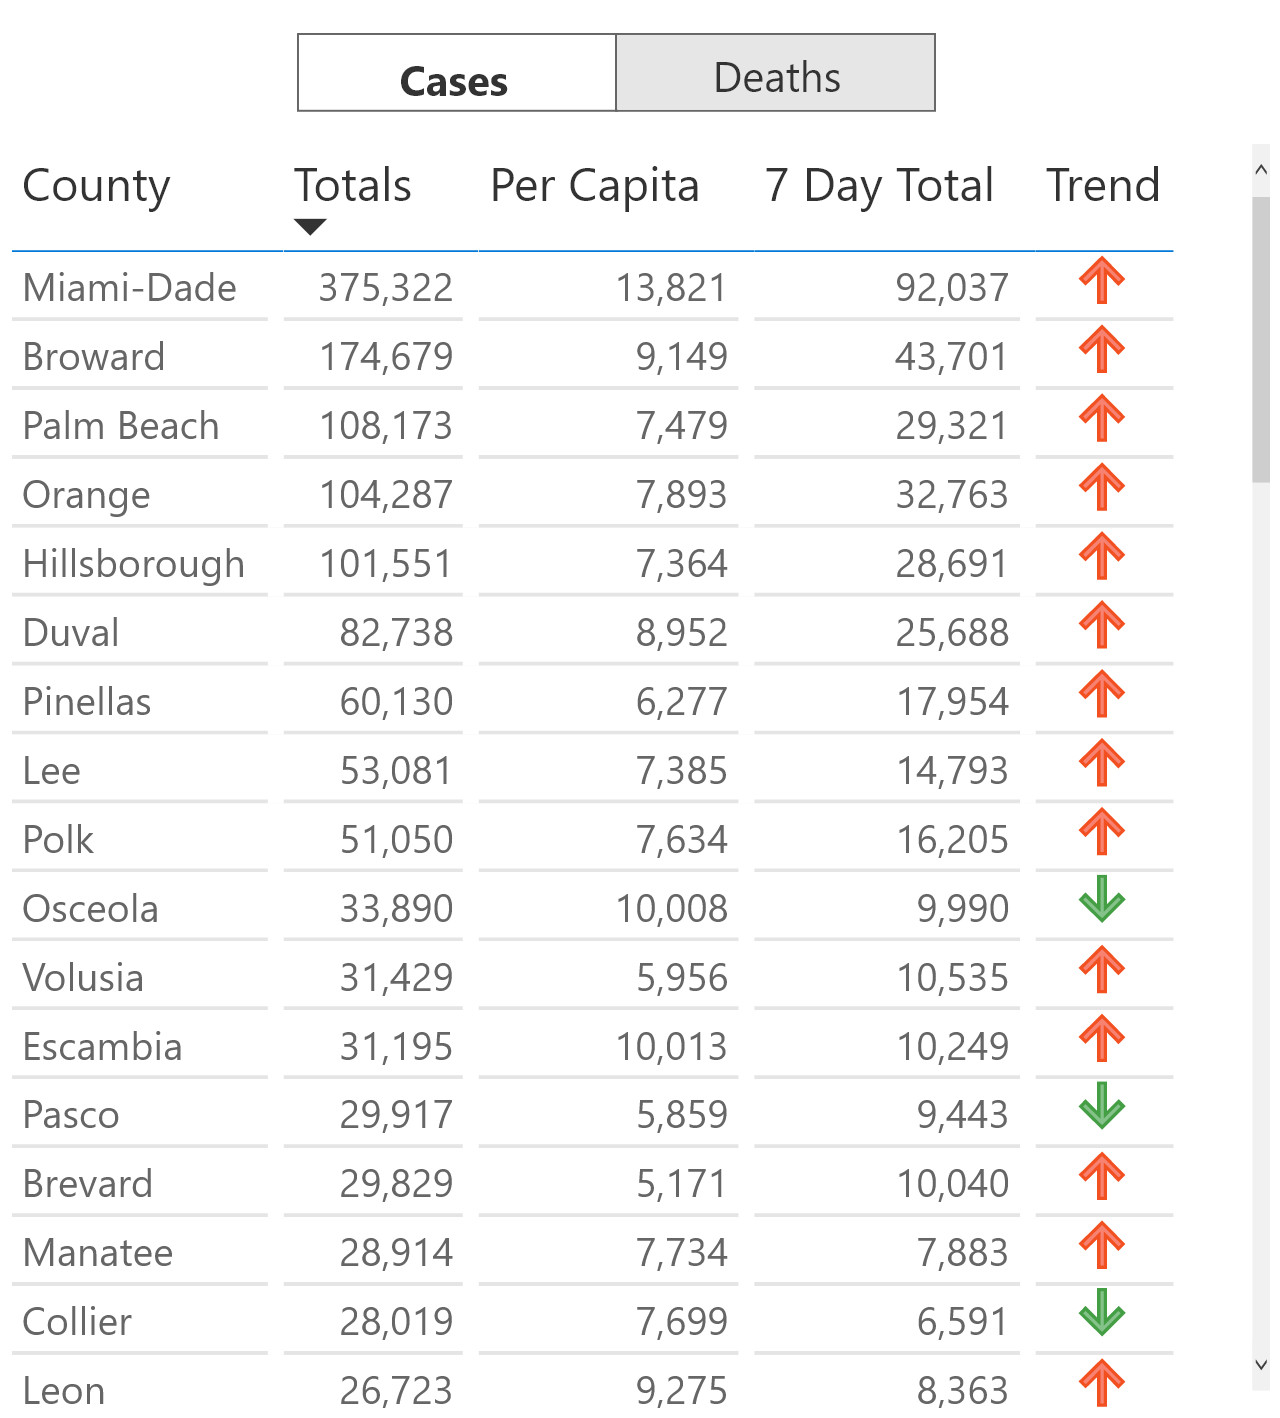 Cases Deaths
County Totals Per Capita 7 Day Total Trend
Miami-Dade 375,322 13,821 92,037
Broward 174,679 9,149 43,701
Palm Beach 108,173 7,479 29,321
Orange 104,287 7,893 32,763
Hillsborough 101,551 7,364 28,691
Duval 82,738 8,952 25,688
Pinellas 60,130 6,277 17,954
Lee 53,081 7,385 14,793
Polk 51,050 7,634 16,205
Osceola 33,890 10,008 9,990
Volusia 31,429 5,956 10,535
Escambia 31,195 10,013 10,249
Pasco 29,917 5,859 9,443
Brevard 29,829 5,171 10,040
Manatee 28,914 7,734 7,883
Collier 28,019 7,699 6,591
Leon 26,723 9,275 8,363